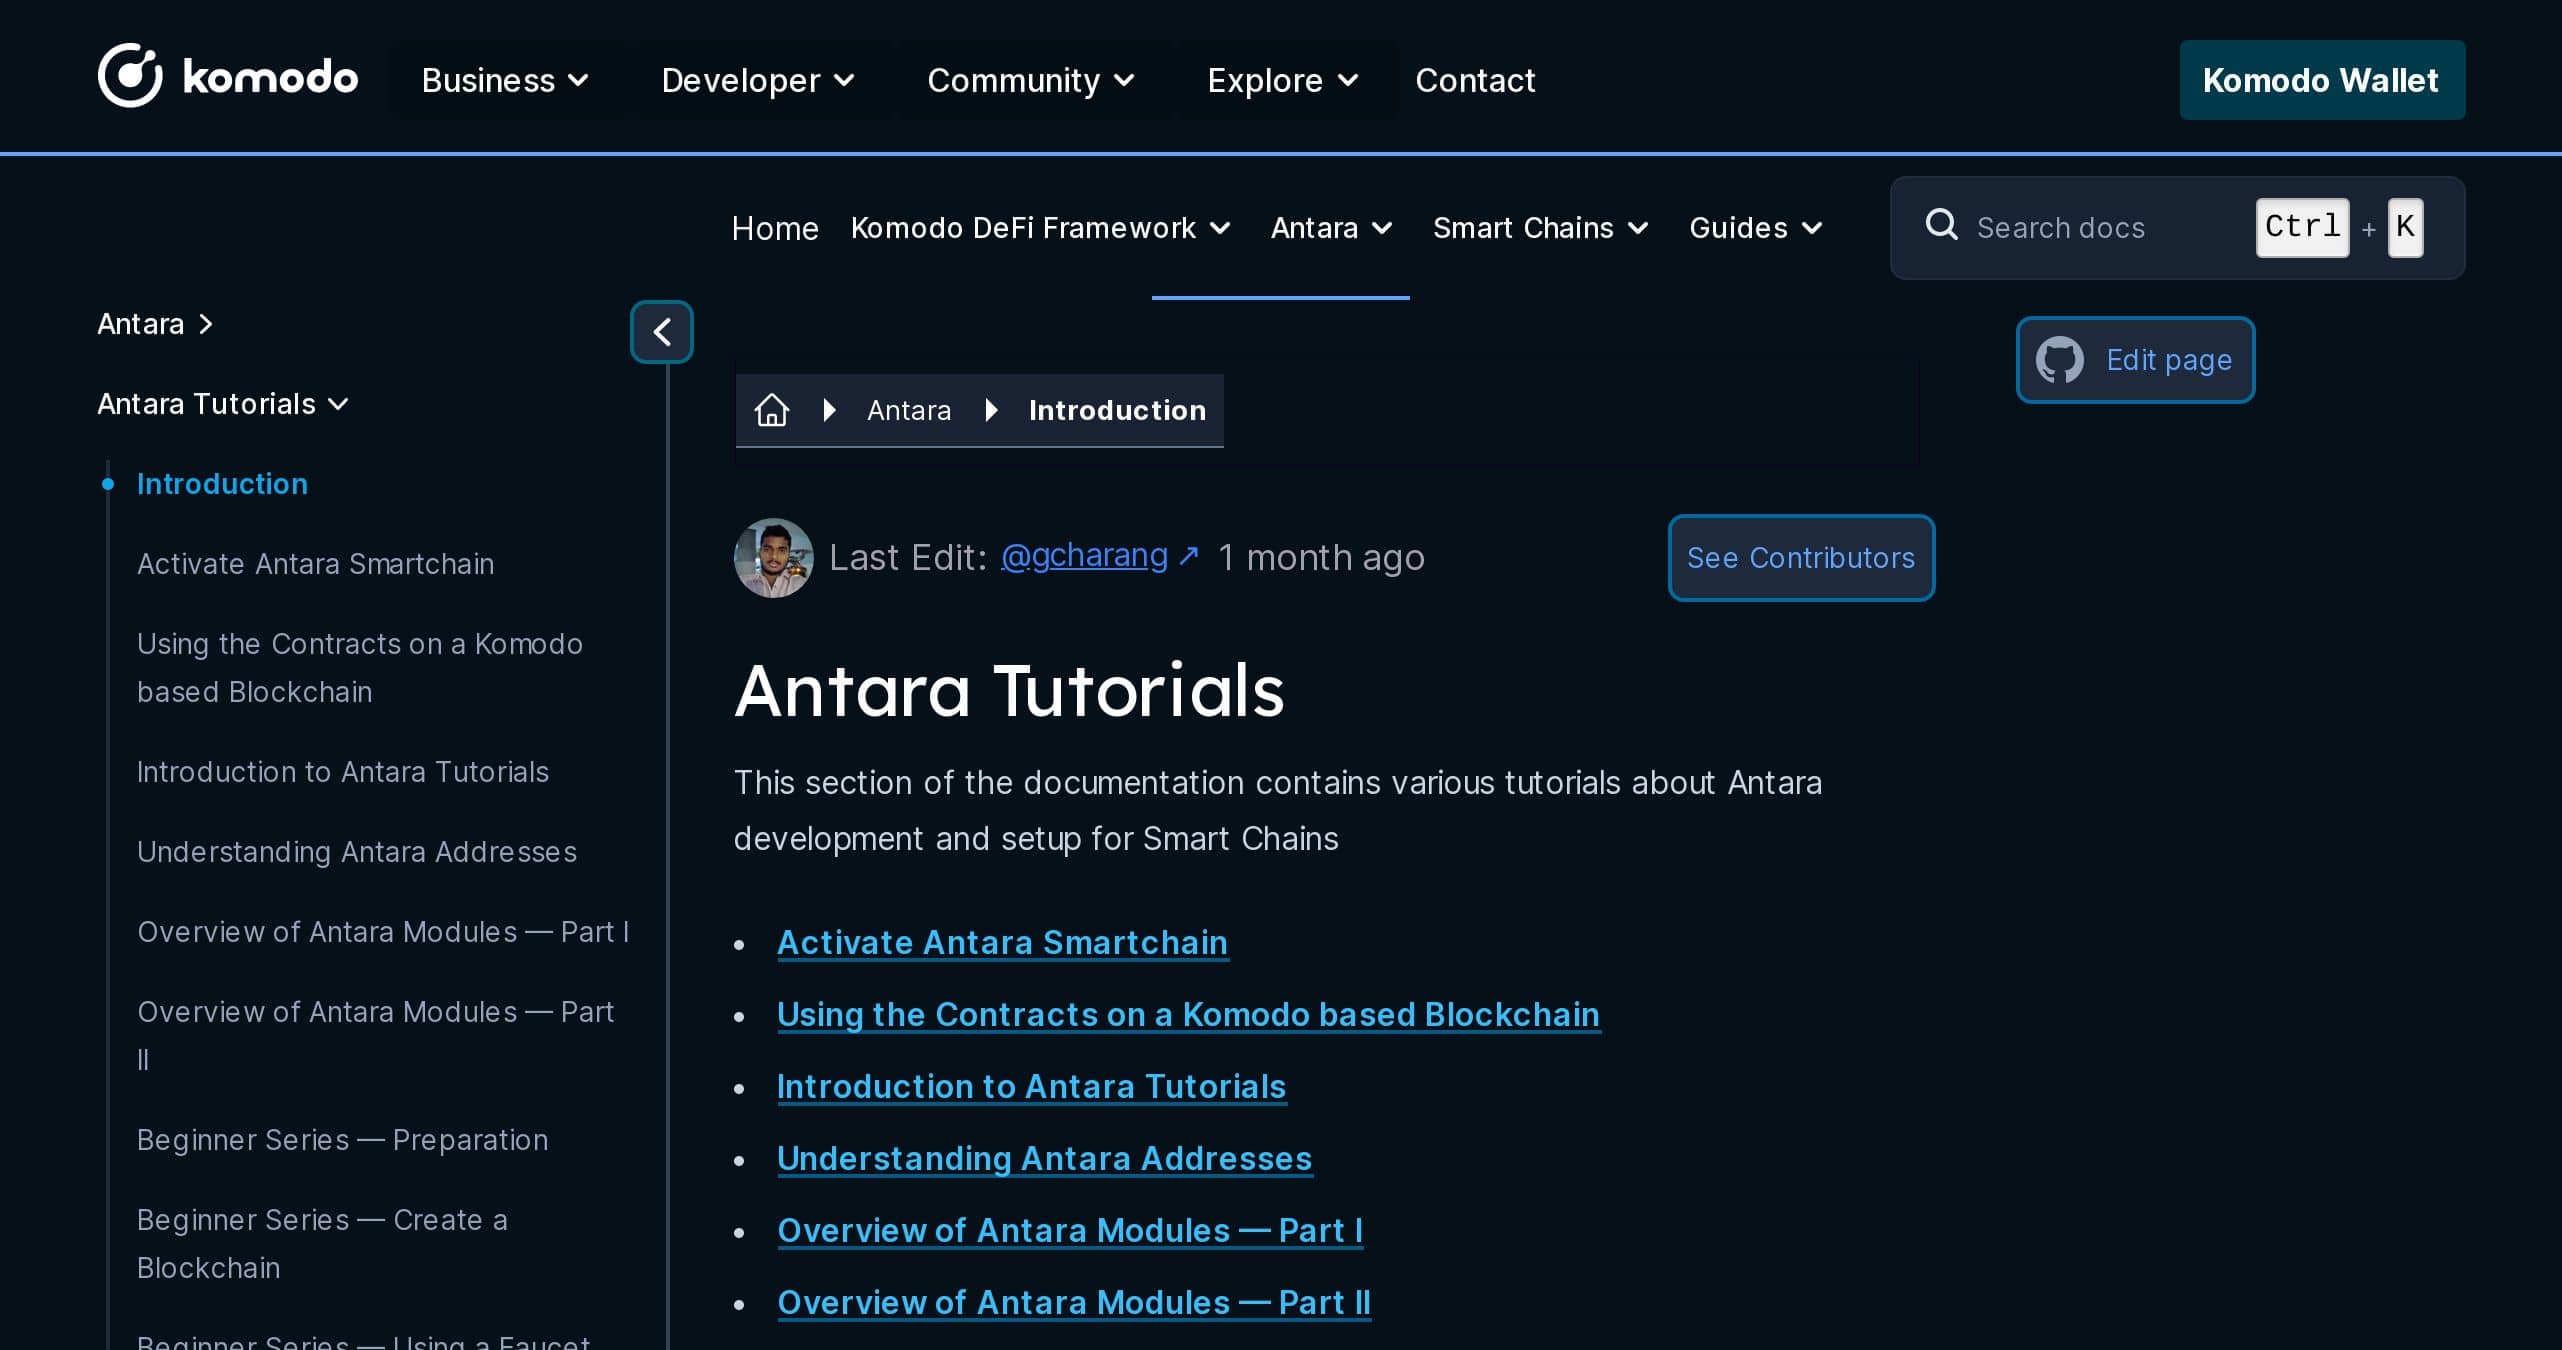 komodo
Business
Developer
Community
Explore
Contact
Komodo Wallet
Home
Komodo DeFi Framework
Antara
Smart Chains
Guides
Search docs
Ctrl + K
Antara
Antara Tutorials
Introduction
Activate Antara Smartchain
Using the Contracts on a Komodo
based Blockchain
Introduction to Antara Tutorials
Understanding Antara Addresses
Overview of Antara Modules — Part I
Overview of Antara Modules — Part
II
Beginner Series — Preparation
Beginner Series — Create a
Blockchain
Beginner Series — Using a Faucet
Edit page
Antara
Introduction
Last Edit: @gcharang ↗ 1 month ago
See Contributors
Antara Tutorials
This section of the documentation contains various tutorials about Antara
development and setup for Smart Chains
• Activate Antara Smartchain
• Using the Contracts on a Komodo based Blockchain
• Introduction to Antara Tutorials
• Understanding Antara Addresses
• Overview of Antara Modules — Part I
• Overview of Antara Modules — Part II